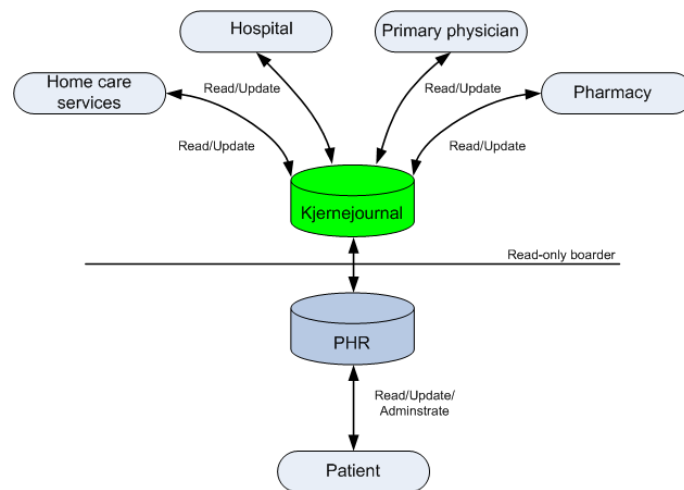 Hospital
Primary physician
Home care
services
Pharmacy
Read/Update
Read/Update
Read/Update
Read/Update
Kjernejournal
Read-only boarder
PHR
Read/Update/
Adminstrate
Patient